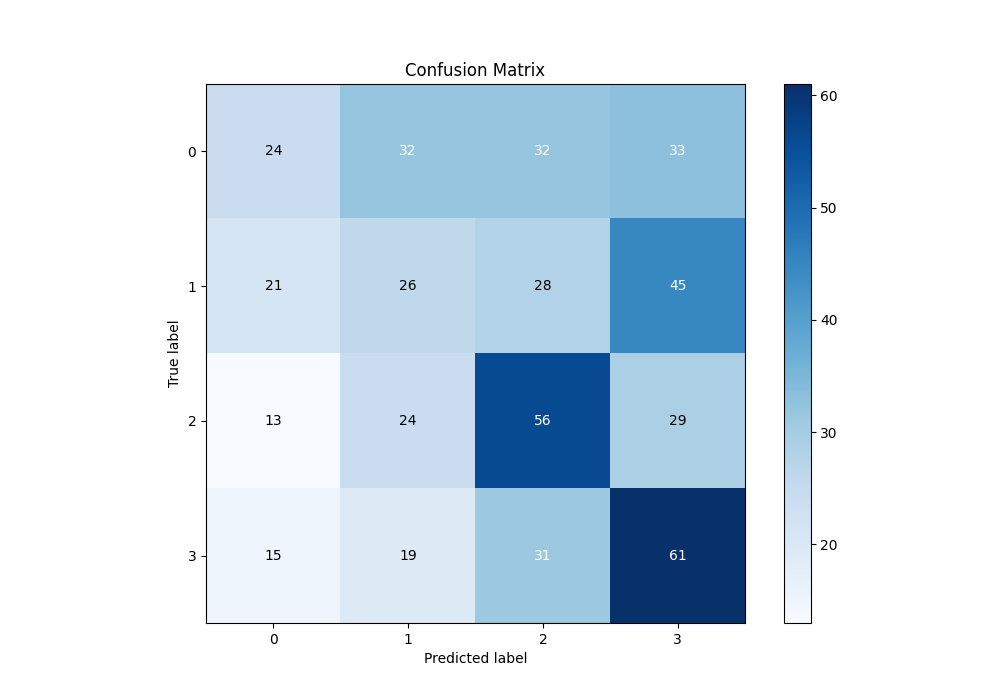 Confusion Matrix
True label
0 24 32 32 33
1 21 26 28 45
2 13 24 56 29
3 15 19 31 61
0 1 2 3
Predicted label
60
50
40
30
20